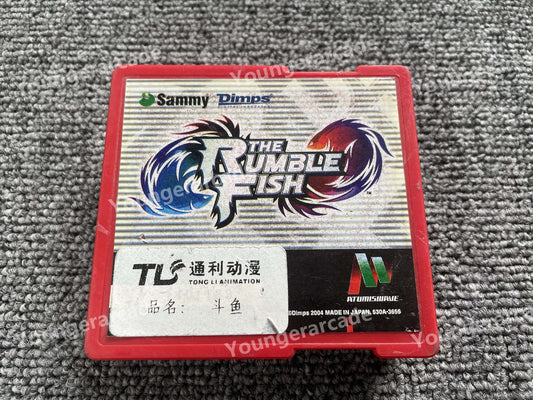 Youngerarcade
Sammy Dimps
THE
RUMBLE
FISH
Youngerarcade
TL 通利动漫
TONG LI ANIMATION
品名: 斗鱼
ATOMISWAVE
Dimps 2004 MADE IN JAPAN. 530A-3655
Youngerarcade